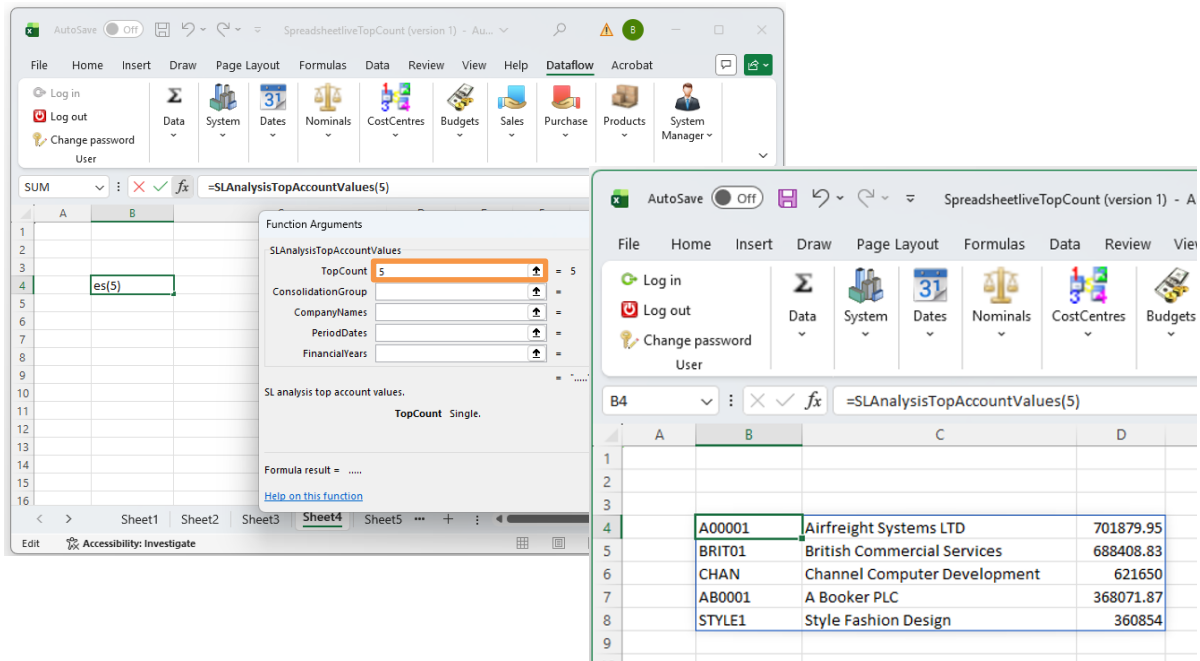 AutoSave Off SpreadsheetliveTopCount (version 1) - Au... B
File Home Insert Draw Page Layout Formulas Data Review View Help Dataflow Acrobat
Log in
Log out
Change password
User
Data System 31 Dates Nominals CostCentres Budgets Sales Purchase Products System Manager
SUM fx =SLAnalysisTopAccountValues(5)
A B
1
2
3
4 es(5)
5
6
7
8
9
10
11
12
13
14
15
16
Function Arguments
SLAnalysisTopAccountValues
TopCount 5 = 5
ConsolidationGroup =
CompanyNames =
PeriodDates =
FinancialYears =
= "....."
SL analysis top account values.
TopCount Single.
Formula result = .....
Help on this function
Sheet1 Sheet2 Sheet3 Sheet4 Sheet5 ... +
Edit Accessibility: Investigate
AutoSave Off SpreadsheetliveTopCount (version 1) - A
File Home Insert Draw Page Layout Formulas Data Review View
Log in
Log out
Change password
User
Data System 31 Dates Nominals CostCentres Budgets
B4 fx =SLAnalysisTopAccountValues(5)
A B C D
1
2
3
4 A00001 Airfreight Systems LTD 701879.95
5 BRIT01 British Commercial Services 688408.83
6 CHAN Channel Computer Development 621650
7 AB0001 A Booker PLC 368071.87
8 STYLE1 Style Fashion Design 360854
9